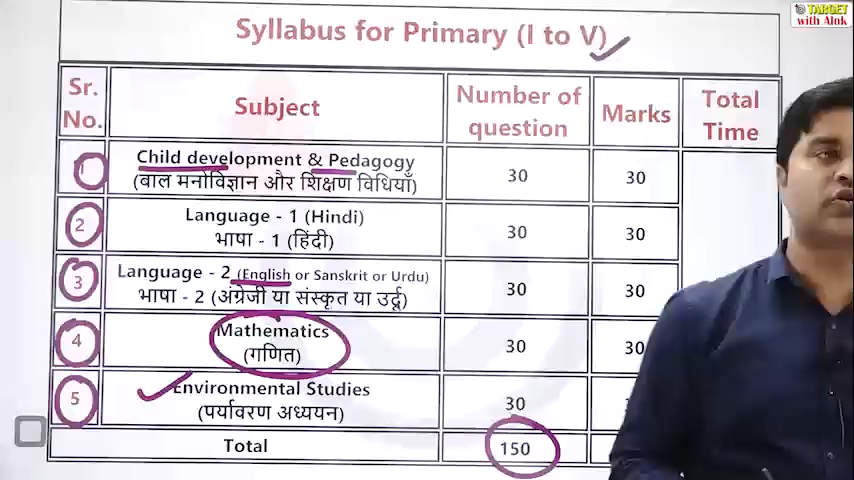 TARGET
with Alok
Syllabus for Primary (I to V)
Sr. No.
Subject
Number of question
Marks
Total Time
1
Child development & Pedagogy
(बाल मनोविज्ञान और शिक्षण विधियाँ)
30
30
2
Language - 1 (Hindi)
भाषा - 1 (हिंदी)
30
30
3
Language - 2 (English or Sanskrit or Urdu)
भाषा - 2 (अंग्रेजी या संस्कृत या उर्दू)
30
30
4
Mathematics
(गणित)
30
30
5
Environmental Studies
(पर्यावरण अध्ययन)
30
Total
150